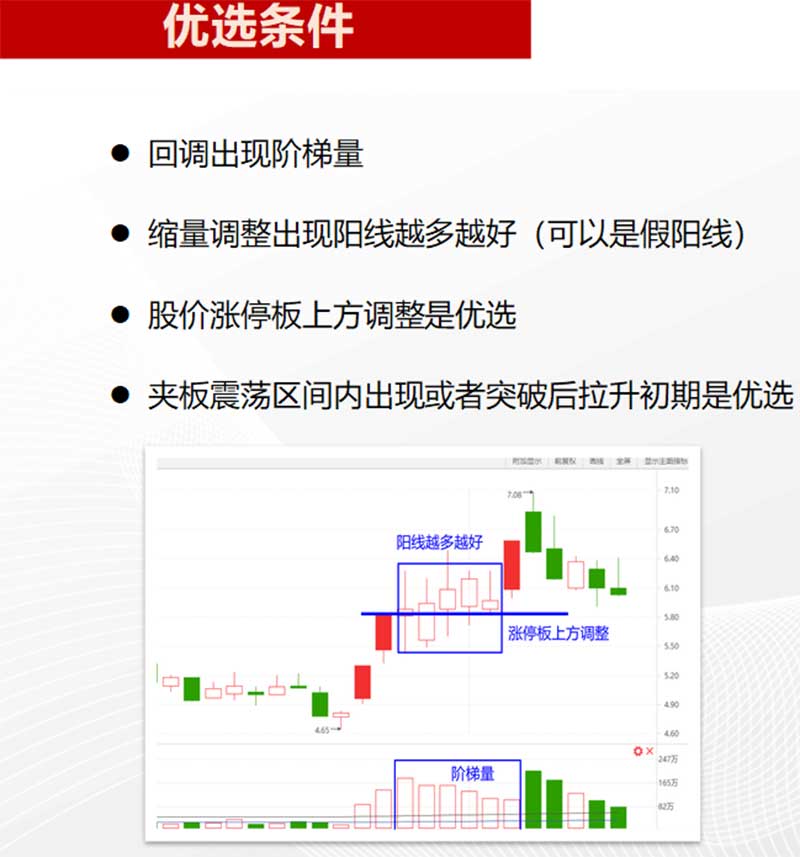 优选条件
● 回调出现阶梯量
● 缩量调整出现阳线越多越好（可以是假阳线）
● 股价涨停板上方调整是优选
● 夹板震荡区间内出现或者突破后拉升初期是优选
附加显示 前复权 画线 全屏 显示主图指标
7.10
7.08
阳线越多越好
6.70
6.40
6.10
5.80
涨停板上方调整
5.50
5.20
4.90
4.65
4.60
247万
阶梯量
165万
82万